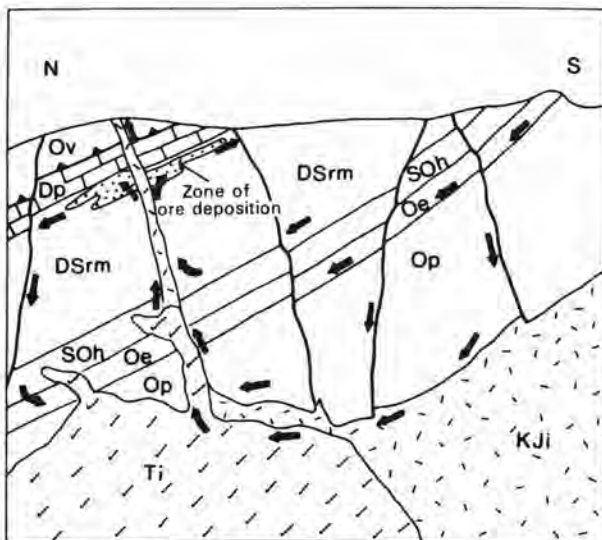 N
S
Ov
Dp
Zone of
ore deposition
DSrm
SOh
Oe
Op
DSrm
SOh
Oe
Op
Ti
KJi